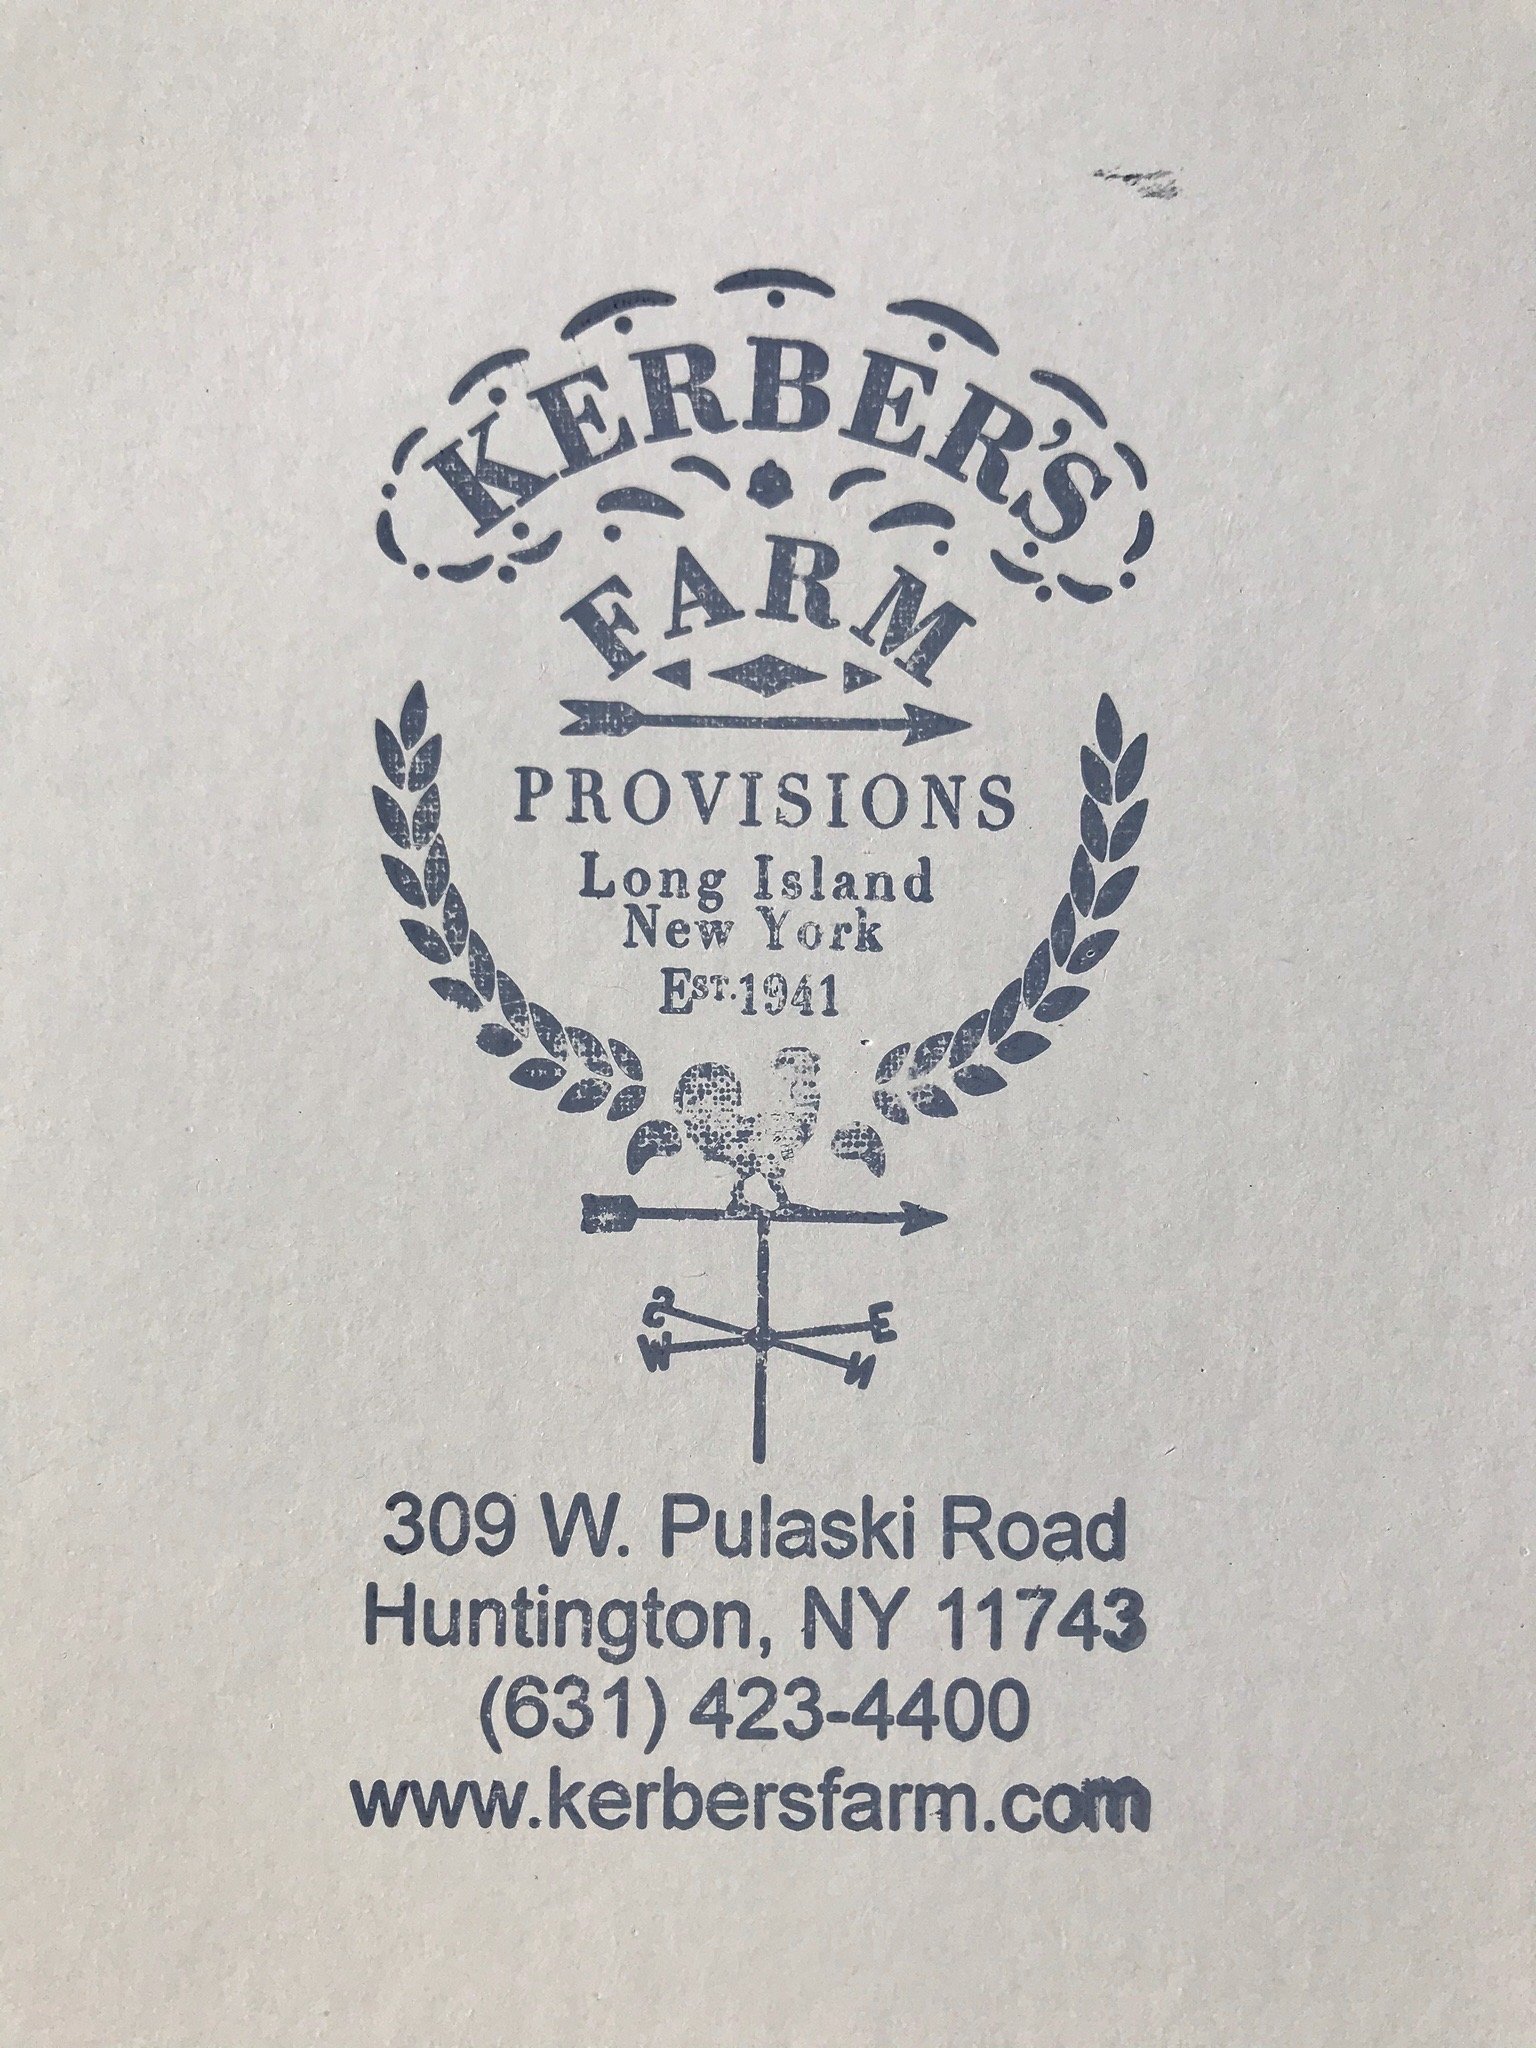 KERBER'S
FARM
PROVISIONS
Long Island
New York
EST. 1941
S E
W N
309 W. Pulaski Road
Huntington, NY 11743
(631) 423-4400
www.kerbersfarm.com